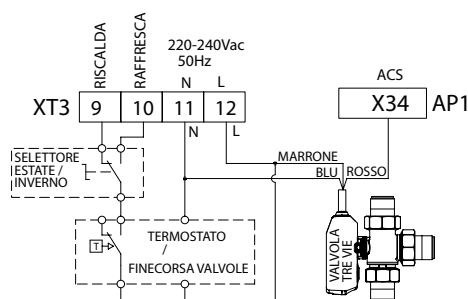 RISCALDA
RAFFRESCA
220-240Vac
50Hz
N L
ACS
XT3 9 10 11 12
X34 AP1
N L
SELETTORE
ESTATE /
INVERNO
MARRONE
BLU ROSSO
T
TERMOSTATO
/
FINECORSA VALVOLE
VALVOLA
TRE VIE